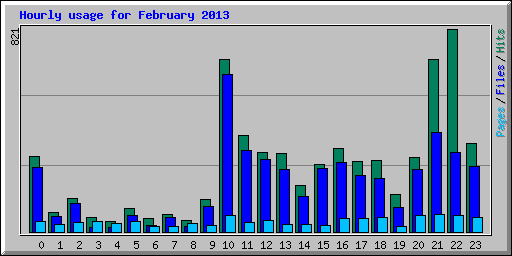 Hourly usage for February 2013
821
Pages / Files / Hits
0 1 2 3 4 5 6 7 8 9 10 11 12 13 14 15 16 17 18 19 20 21 22 23